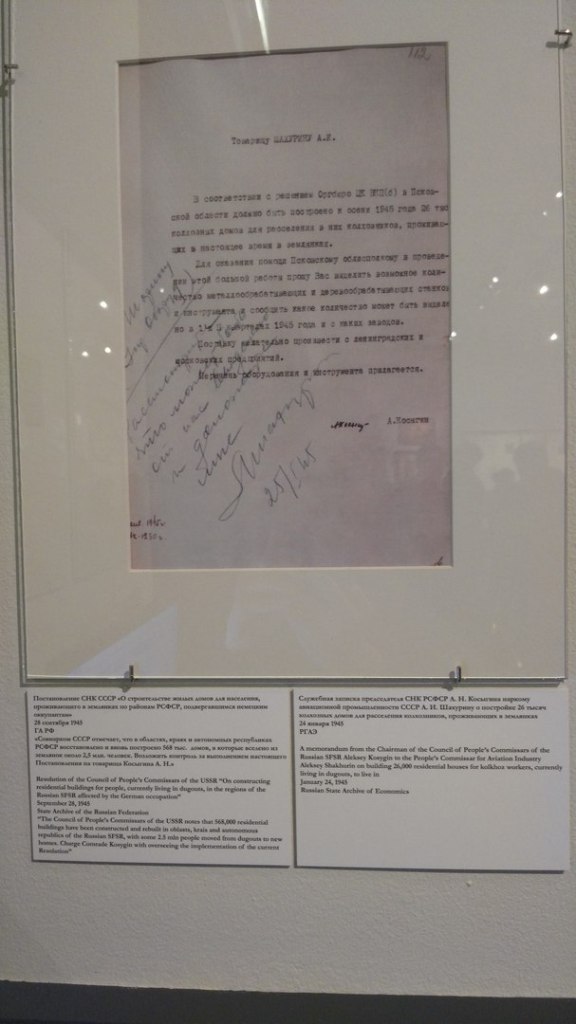 112
Товарищу ШАХУРИНУ А.И.
В соответствии с решением Оргбюро ЦК ВКП(б) в Псков-
ской области должно быть построено к осени 1945 года 26 тыс
колхозных домов для расселения в них колхозников, проживаю-
щих в настоящее время в землянках.
Для оказания помощи Псковскому облисполкому в проведе-
нии этой большой работы прошу Вас выделить возможное коли-
чество металлообрабатывающих и деревообрабатывающих станков
и инструмента и сообщить какое количество может быть выделе
но в 1 и П кварталах 1945 года и с каких заводов.
Поставку желательно произвести с ленинградских и
московских предприятий.
Перечень оборудования и инструмента прилагается.
А.Косыгин
что можно
от нас
и доложите
мне
Шахурин
25/I 45
Постановление СНК СССР «О строительстве жилых домов для населения,
проживающего в землянках по районам РСФСР, подвергавшимся немецкой
оккупации»
28 сентября 1945
ГА РФ
«Совнарком СССР отмечает, что в областях, краях и автономных республиках
РСФСР восстановлено и вновь построено 568 тыс. домов, в которые вселено из
землянок около 2,5 млн. человек. Возложить контроль за выполнением настоящего
Постановления на товарища Косыгина А. Н.»
Resolution of the Council of People's Commissars of the USSR "On constructing
residential buildings for people, currently living in dugouts, in the regions of the
Russian SFSR affected by the German occupation"
September 28, 1945
State Archive of the Russian Federation
"The Council of People's Commissars of the USSR notes that 568,000 residential
buildings have been constructed and rebuilt in oblasts, krais and autonomous
republics of the Russian SFSR, with some 2.5 mln people moved from dugouts to new
homes. Charge Comrade Kosygin with overseeing the implementation of the current
Resolution"
Служебная записка председателя СНК РСФСР А. Н. Косыгина наркому
авиационной промышленности СССР А. И. Шахурину о постройке 26 тысяч
колхозных домов для расселения колхозников, проживающих в землянках
24 января 1945
РГАЭ
A memorandum from the Chairman of the Council of People's Commissars of the
Russian SFSR Aleksey Kosygin to the People's Commissar for Aviation Industry
Aleksey Shakhurin on building 26,000 residential houses for kolkhoz workers, currently
living in dugouts, to live in
January 24, 1945
Russian State Archive of Economics